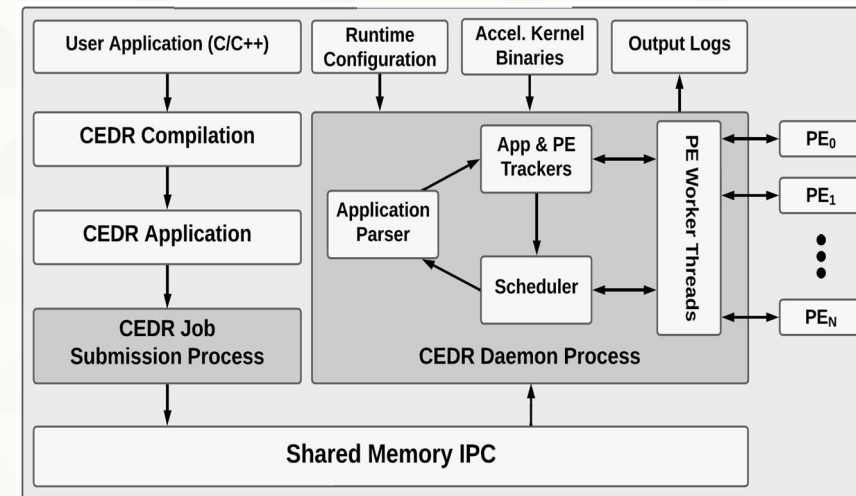 User Application (C/C++)
Runtime
Configuration
Accel. Kernel
Binaries
Output Logs
CEDR Compilation
CEDR Application
CEDR Job
Submission Process
App & PE
Trackers
Application
Parser
Scheduler
PE Worker Threads
CEDR Daemon Process
PE₀
PE₁
PEN
Shared Memory IPC